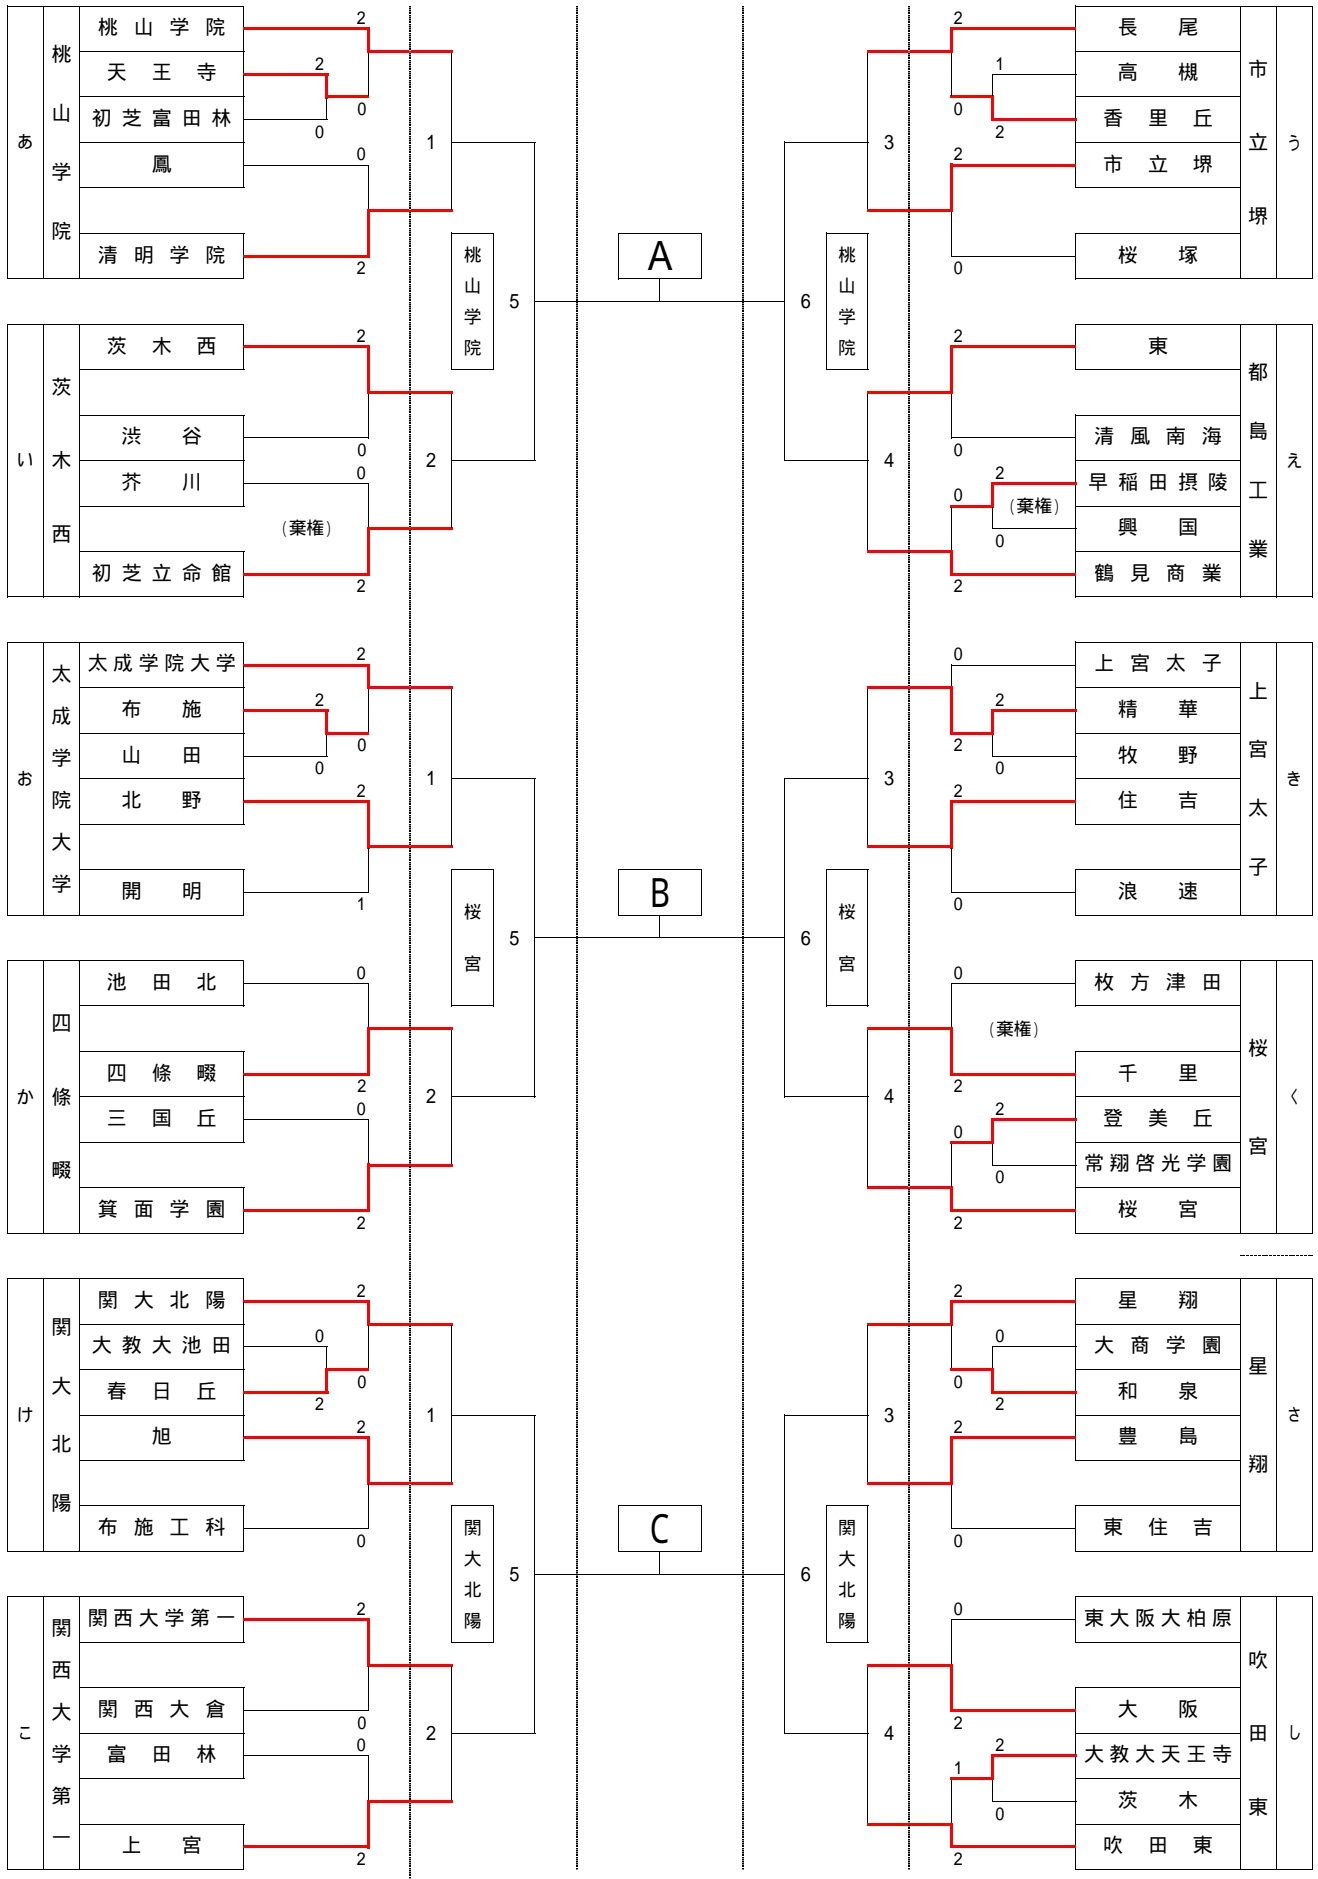 あ
桃山学院
桃山学院
2
天王寺
2
0
初芝富田林
0
鳳
0
清明学院
2
1
い
茨木西
茨木西
2
渋谷
0
芥川
0
(棄権)
初芝立命館
2
2
桃山学院
5
A
6
桃山学院
う
市立堺
長尾
2
高槻
1
0
香里丘
2
市立堺
2
桜塚
0
3
え
都島工業
東
2
清風南海
0
早稲田摂陵
2
0
(棄権)
興国
0
鶴見商業
2
4
お
太成学院大学
太成学院大学
2
布施
2
0
山田
0
北野
2
開明
1
1
か
四條畷
池田北
0
四條畷
2
三国丘
0
箕面学園
2
2
桜宮
5
B
6
桜宮
き
上宮太子
上宮太子
0
精華
2
2
牧野
0
住吉
2
浪速
0
3
く
桜宮
枚方津田
0
(棄権)
千里
2
登美丘
2
0
常翔啓光学園
0
桜宮
2
4
け
関大北陽
関大北陽
2
大教大池田
0
0
春日丘
2
旭
2
布施工科
0
1
こ
関西大学第一
関西大学第一
2
関西大倉
0
富田林
0
上宮
2
2
関大北陽
5
C
6
関大北陽
さ
星翔
星翔
2
大商学園
0
0
和泉
2
豊島
2
東住吉
0
3
し
吹田東
東大阪大柏原
0
大阪
2
大教大天王寺
2
1
茨木
0
吹田東
2
4